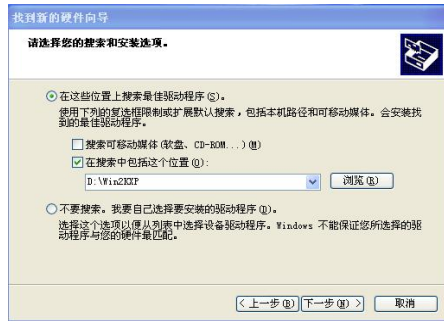 找到新的硬件向导
请选择您的搜索和安装选项。
在这些位置上搜索最佳驱动程序(S)。
使用下列的复选框限制或扩展默认搜索，包括本机路径和可移动媒体。会安装找
到的最佳驱动程序。
搜索可移动媒体(软盘、CD-ROM...)(M)
在搜索中包括这个位置(O):
D:\Win2KXP
浏览(R)
不要搜索。我要自己选择要安装的驱动程序(D)。
选择这个选项以便从列表中选择设备驱动程序。Windows 不能保证您所选择的驱
动程序与您的硬件最匹配。
< 上一步(B) 下一步(N) > 取消